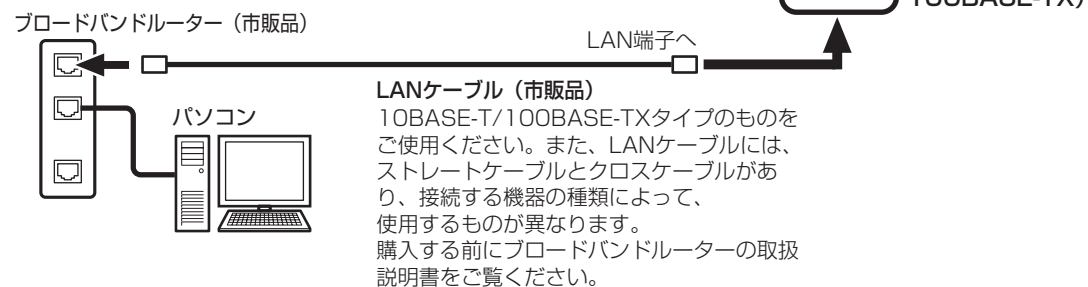 ブロードバンドルーター（市販品）
LAN端子へ
パソコン
LANケーブル（市販品）
10BASE-T/100BASE-TXタイプのものを
ご使用ください。また、LANケーブルには、
ストレートケーブルとクロスケーブルがあ
り、接続する機器の種類によって、
使用するものが異なります。
購入する前にブロードバンドルーターの取扱
説明書をご覧ください。